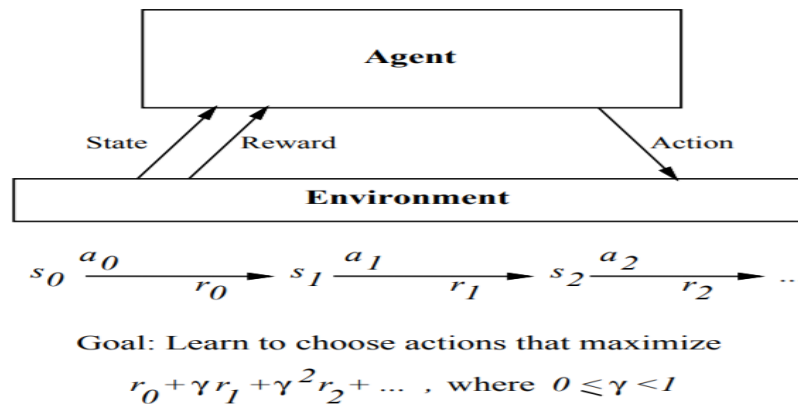 Agent
State Reward Action
Environment
s₀ a₀ r₀ s₁ a₁ r₁ s₂ a₂ r₂ ...
Goal: Learn to choose actions that maximize
r₀ + γ r₁ + γ² r₂ + ... , where 0 ≤ γ < 1